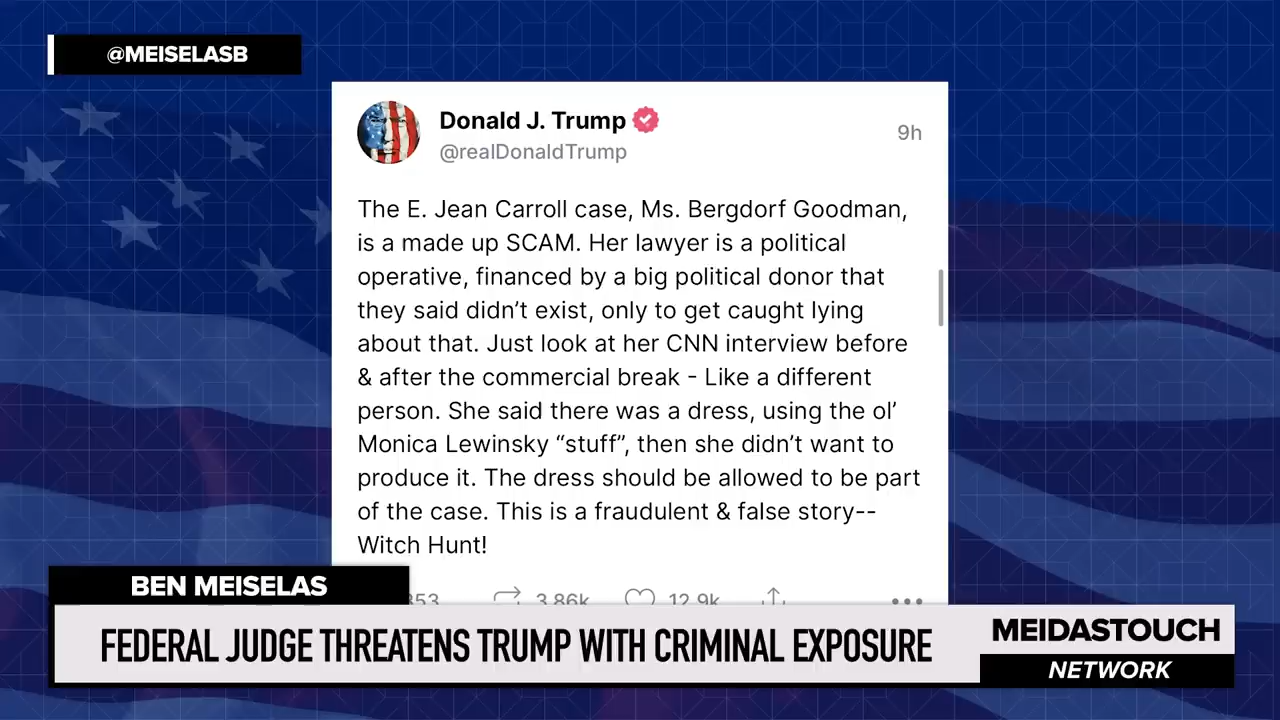 @MEISELASB
Donald J. Trump
@realDonaldTrump
9h
The E. Jean Carroll case, Ms. Bergdorf Goodman,
is a made up SCAM. Her lawyer is a political
operative, financed by a big political donor that
they said didn’t exist, only to get caught lying
about that. Just look at her CNN interview before
& after the commercial break - Like a different
person. She said there was a dress, using the ol’
Monica Lewinsky “stuff”, then she didn’t want to
produce it. The dress should be allowed to be part
of the case. This is a fraudulent & false story--
Witch Hunt!
3.86k
12.9k
BEN MEISELAS
FEDERAL JUDGE THREATENS TRUMP WITH CRIMINAL EXPOSURE
MEIDASTOUCH
NETWORK